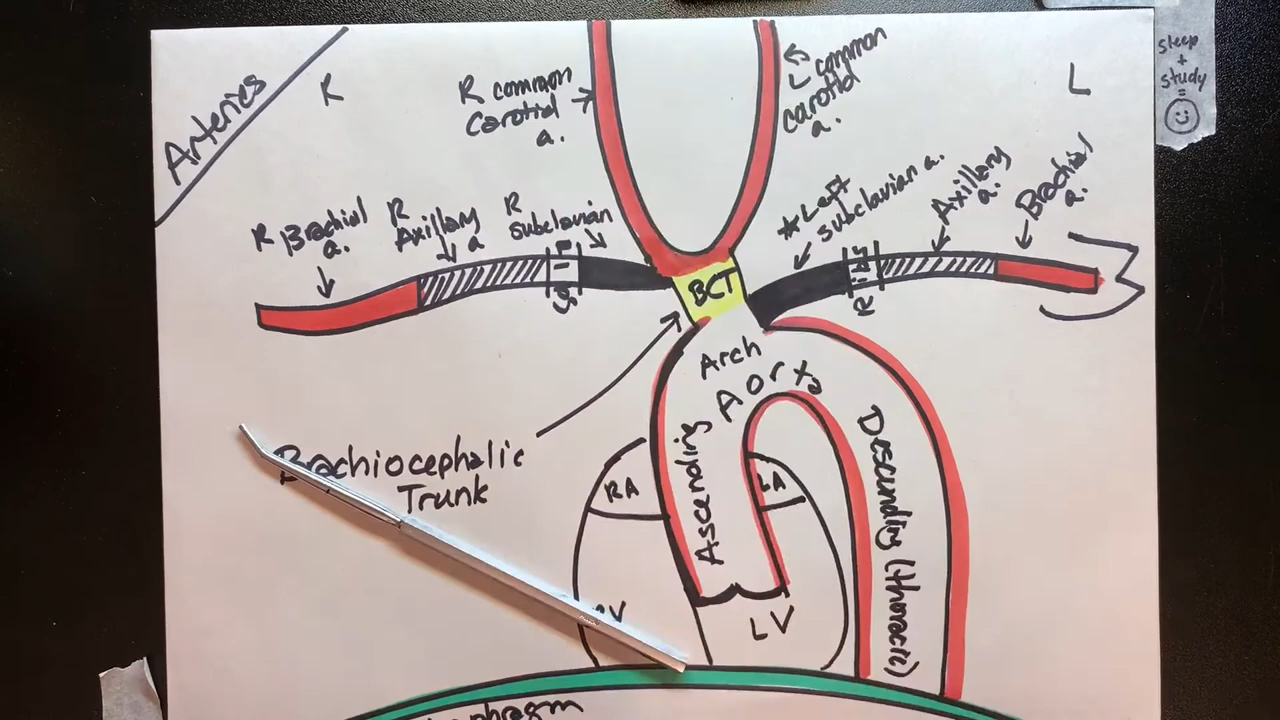 Arteries
R
L
sleep
+
study
=
R common
carotid
a.
L common
carotid
a.
R Brachial
a.
R
Axillary
a
R
subclavian
*Left
subclavian a.
Axillary
a.
Brachial
a.
Rib
BCT
Arch
Aorta
Ascending
Descending (thoracic)
Brachiocephalic
Trunk
RA
LA
LV